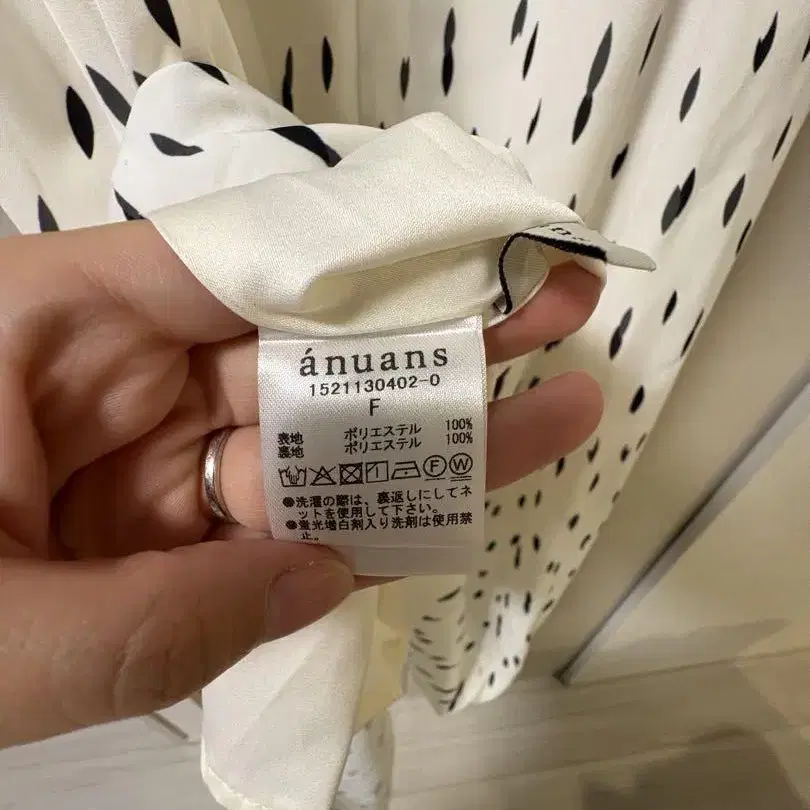 ánuans
1521130402-0
F
表地 ポリエステル 100%
裏地 ポリエステル 100%
F W
●洗濯の際は、裏返しにしてネ
ットを使用して下さい。
●蛍光増白剤入り洗剤は使用禁
止。